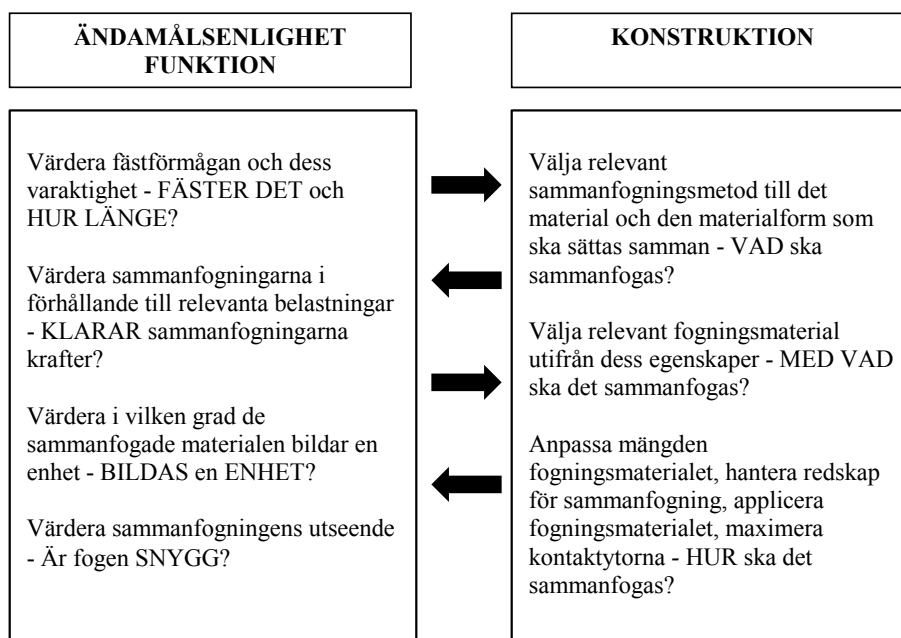 ÄNDAMÅLSENLIGHET
FUNKTION
KONSTRUKTION
Värdera fästförmågan och dess
varaktighet - FÄSTER DET och
HUR LÄNGE?
Värdera sammanfogningarna i
förhållande till relevanta belastningar
- KLARAR sammanfogningarna
krafter?
Värdera i vilken grad de
sammanfogade materialen bildar en
enhet - BILDAS en ENHET?
Värdera sammanfogningens utseende
- Är fogen SNYGG?
Välja relevant
sammanfogningsmetod till det
material och den materialform som
ska sättas samman - VAD ska
sammanfogas?
Välja relevant fogningsmaterial
utifrån dess egenskaper - MED VAD
ska det sammanfogas?
Anpassa mängden
fogningsmaterialet, hantera redskap
för sammanfogning, applicera
fogningsmaterialet, maximera
kontaktytorna - HUR ska det
sammanfogas?